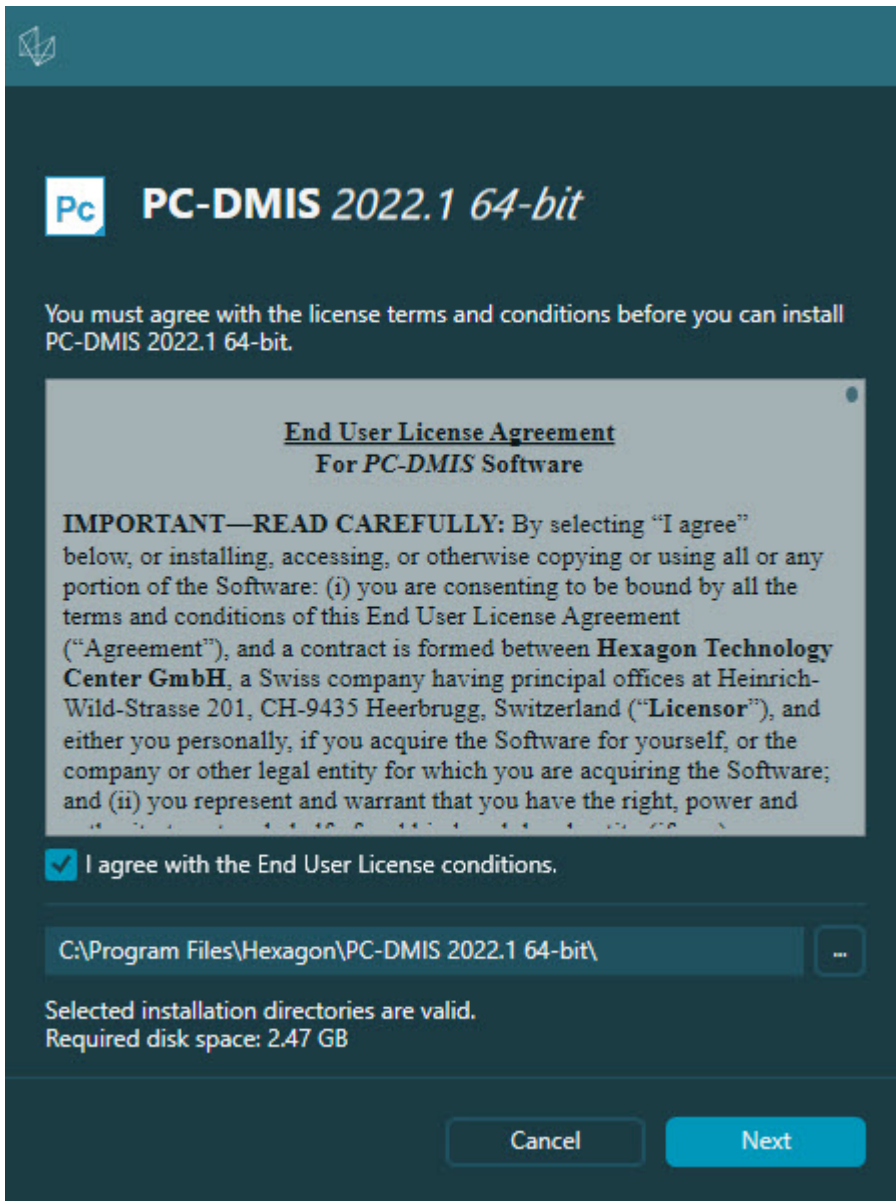 Pc
PC-DMIS 2022.1 64-bit
You must agree with the license terms and conditions before you can install
PC-DMIS 2022.1 64-bit.
End User License Agreement
For PC-DMIS Software
IMPORTANT—READ CAREFULLY: By selecting “I agree”
below, or installing, accessing, or otherwise copying or using all or any
portion of the Software: (i) you are consenting to be bound by all the
terms and conditions of this End User License Agreement
(“Agreement”), and a contract is formed between Hexagon Technology
Center GmbH, a Swiss company having principal offices at Heinrich-
Wild-Strasse 201, CH-9435 Heerbrugg, Switzerland (“Licensor”), and
either you personally, if you acquire the Software for yourself, or the
company or other legal entity for which you are acquiring the Software;
and (ii) you represent and warrant that you have the right, power and
I agree with the End User License conditions.
C:\Program Files\Hexagon\PC-DMIS 2022.1 64-bit\
...
Selected installation directories are valid.
Required disk space: 2.47 GB
Cancel
Next